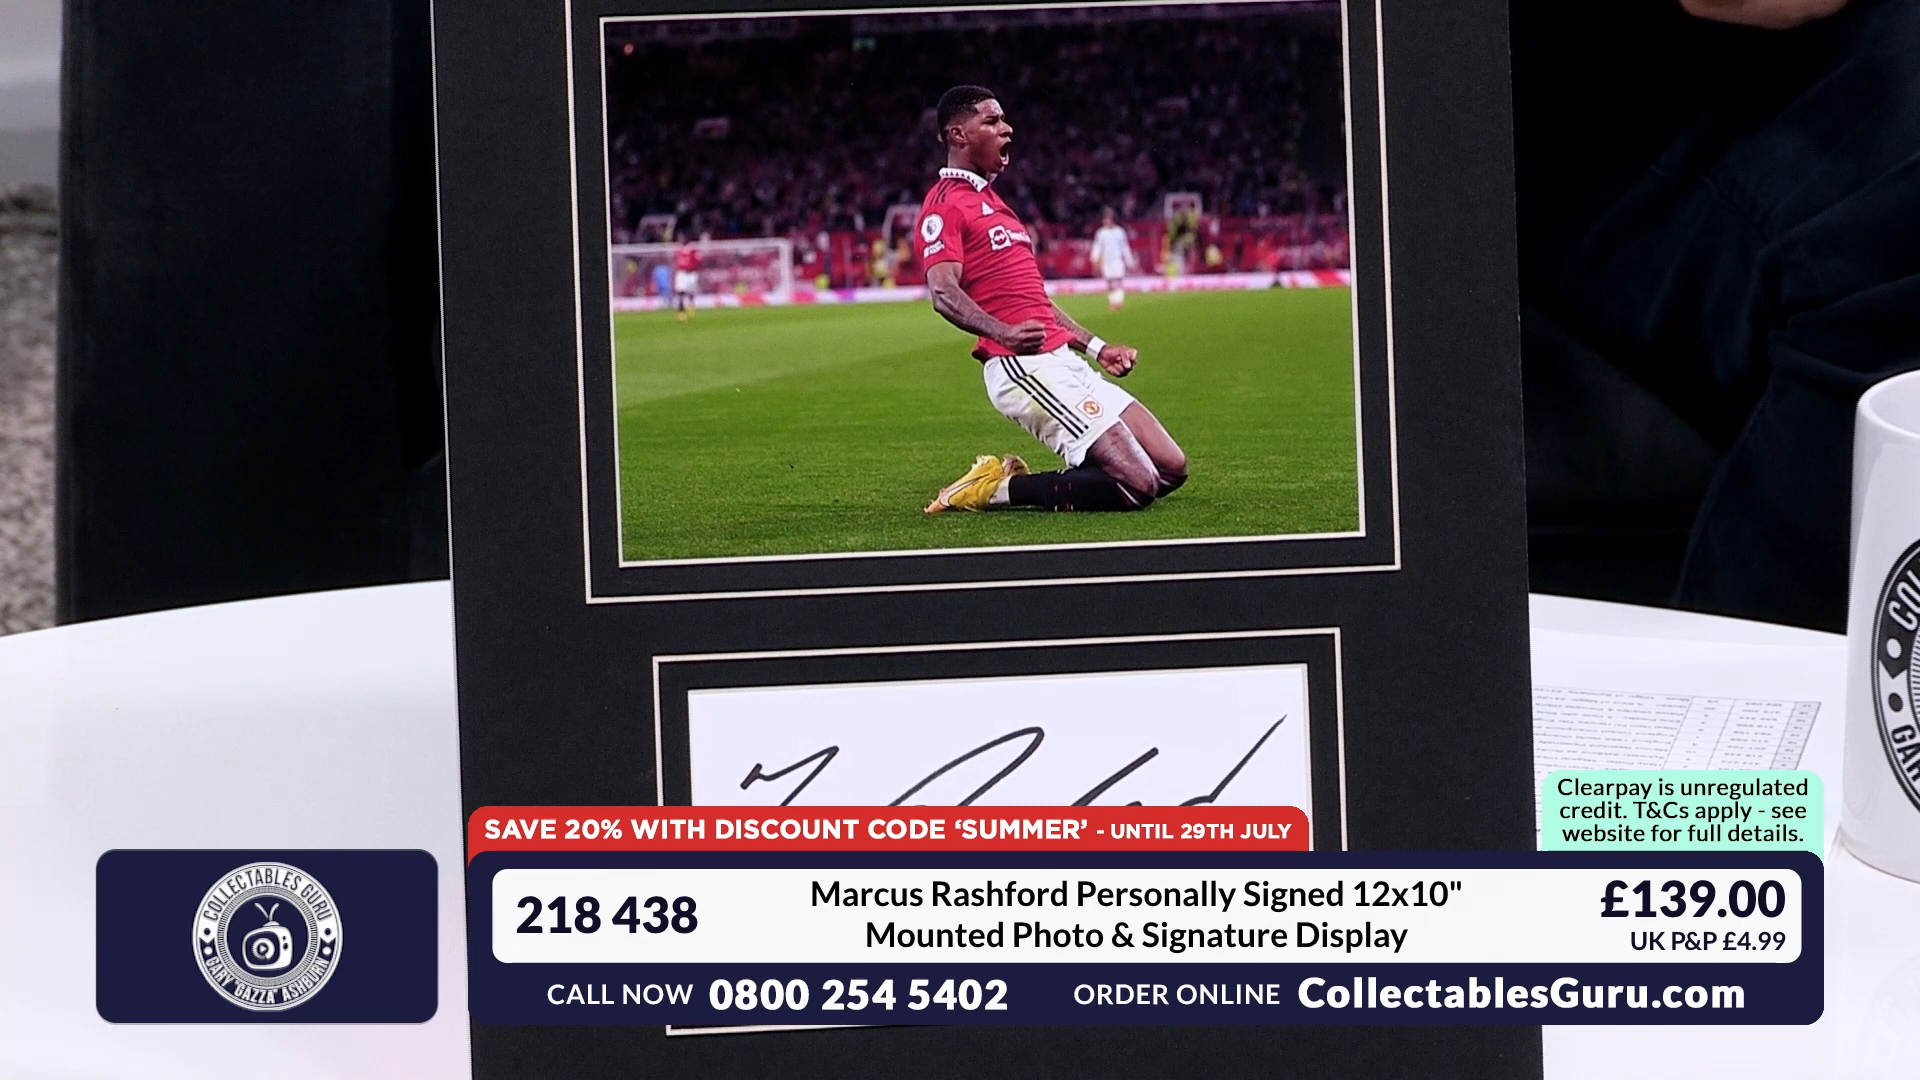 SAVE 20% WITH DISCOUNT CODE ‘SUMMER’ - UNTIL 29TH JULY
Clearpay is unregulated
credit. T&Cs apply - see
website for full details.
COLLECTABLES GURU
GARY "GAZZA" ASHBURN
218 438
Marcus Rashford Personally Signed 12x10"
Mounted Photo & Signature Display
£139.00
UK P&P £4.99
CALL NOW 0800 254 5402
ORDER ONLINE CollectablesGuru.com